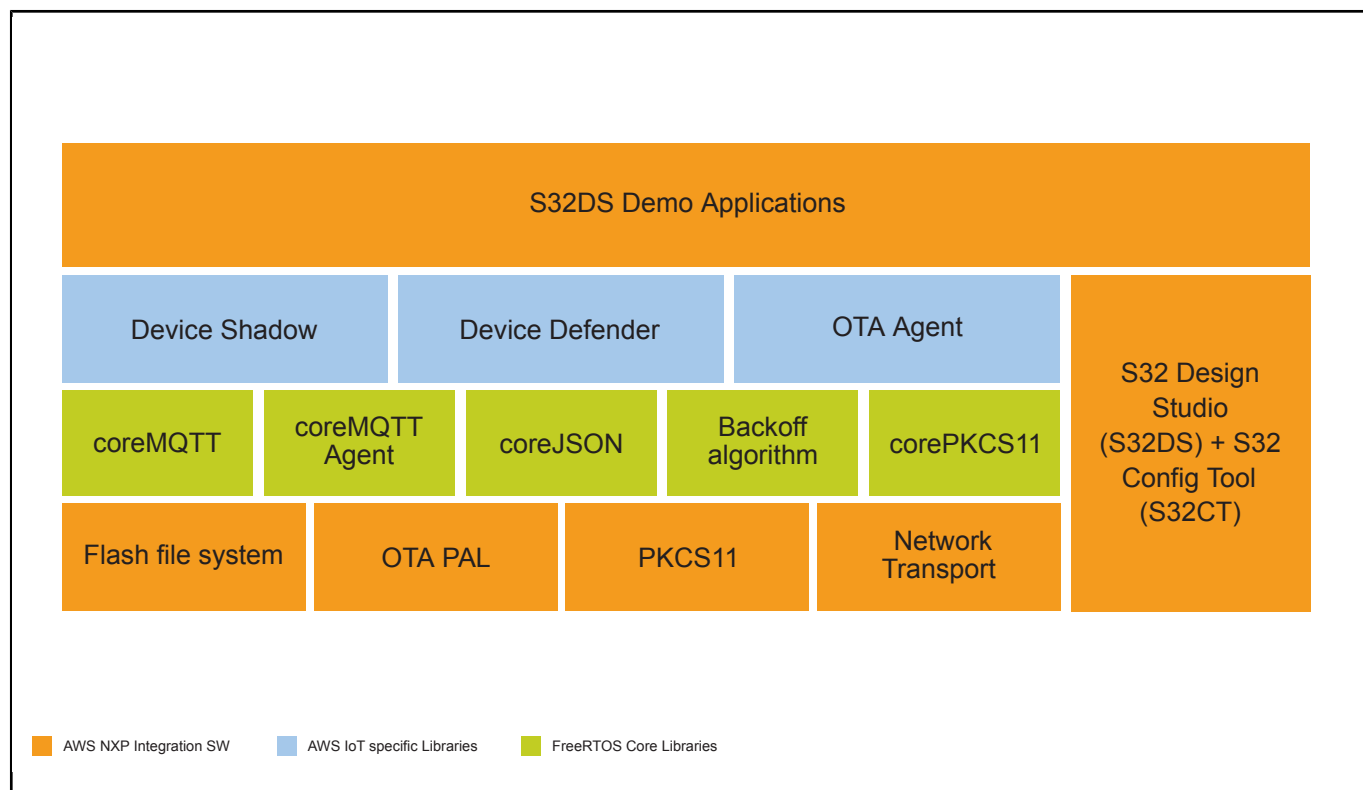 S32DS Demo Applications
Device Shadow
Device Defender
OTA Agent
S32 Design
Studio
(S32DS) + S32
Config Tool
(S32CT)
coreMQTT
coreMQTT
Agent
coreJSON
Backoff
algorithm
corePKCS11
Flash file system
OTA PAL
PKCS11
Network
Transport
AWS NXP Integration SW
AWS IoT specific Libraries
FreeRTOS Core Libraries